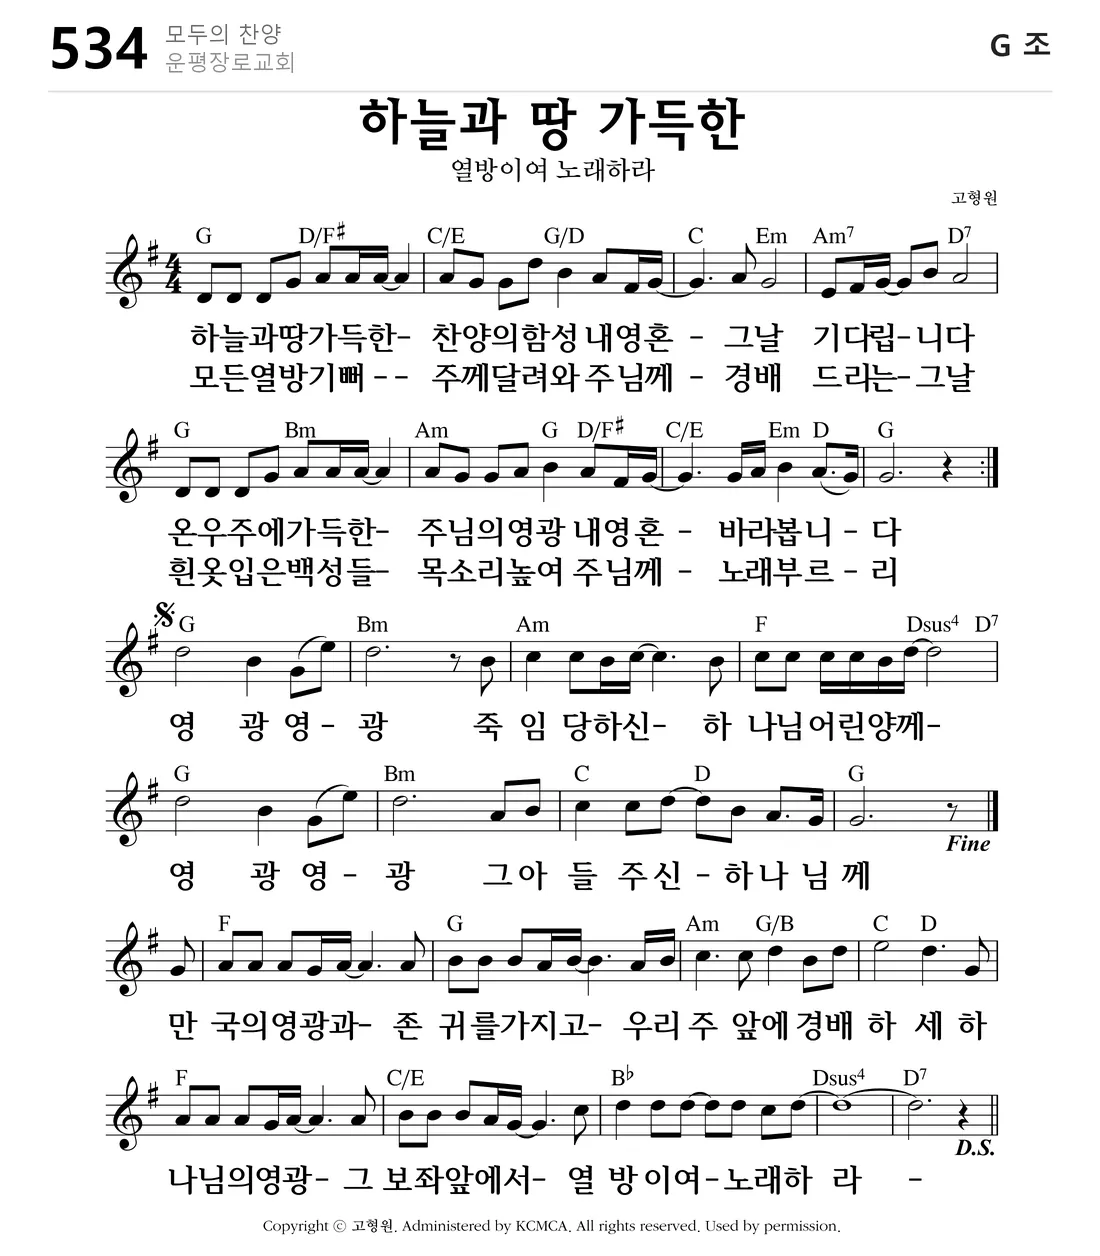 534 모두의 찬양
운평장로교회
G 조
하늘과 땅 가득한
열방이여 노래하라
고형원
G D/F♯ C/E G/D C Em Am7 D7
하늘과땅가득한- 찬양의함성 내영혼 - 그날 기다립-니다
모든열방기뻐 - - 주께달려와 주님께 - 경배 드리는-그날
G Bm Am G D/F♯ C/E Em D G
온우주에가득한- 주님의영광 내영혼 - 바라봅니 - 다
흰옷입은백성들- 목소리높여 주님께 - 노래부르 - 리
G Bm Am F Dsus4 D7
영 광 영 - 광 죽 임 당하신- 하 나님어린양께-
G Bm C D G
Fine
영 광 영 - 광 그아 들 주신 - 하나 님 께
F G Am G/B C D
만 국의영광과- 존 귀를가지고- 우리 주 앞에 경배 하 세 하
F C/E B♭ Dsus4 D7
D.S.
나님의영광- 그 보좌앞에서- 열 방 이여-노래하 라 -
Copyright ⓒ 고형원. Administered by KCMCA. All rights reserved. Used by permission.